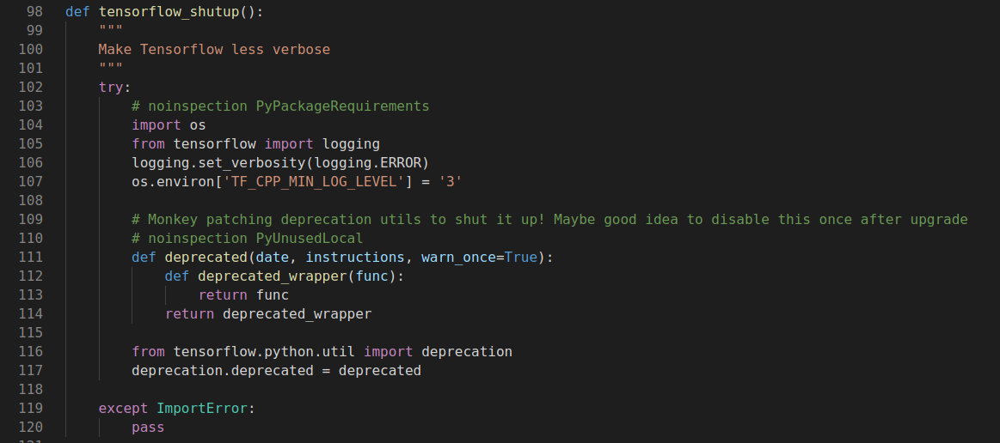 98 def tensorflow_shutup():
99     """
100     Make Tensorflow less verbose
101     """
102     try:
103         # noinspection PyPackageRequirements
104         import os
105         from tensorflow import logging
106         logging.set_verbosity(logging.ERROR)
107         os.environ['TF_CPP_MIN_LOG_LEVEL'] = '3'
108
109         # Monkey patching deprecation utils to shut it up! Maybe good idea to disable this once after upgrade
110         # noinspection PyUnusedLocal
111         def deprecated(date, instructions, warn_once=True):
112             def deprecated_wrapper(func):
113                 return func
114             return deprecated_wrapper
115
116         from tensorflow.python.util import deprecation
117         deprecation.deprecated = deprecated
118
119     except ImportError:
120         pass